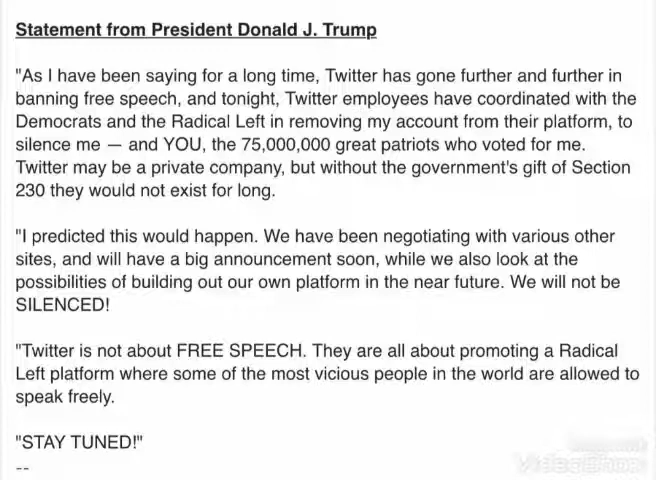 Statement from President Donald J. Trump
"As I have been saying for a long time, Twitter has gone further and further in
banning free speech, and tonight, Twitter employees have coordinated with the
Democrats and the Radical Left in removing my account from their platform, to
silence me — and YOU, the 75,000,000 great patriots who voted for me.
Twitter may be a private company, but without the government's gift of Section
230 they would not exist for long.
"I predicted this would happen. We have been negotiating with various other
sites, and will have a big announcement soon, while we also look at the
possibilities of building out our own platform in the near future. We will not be
SILENCED!
"Twitter is not about FREE SPEECH. They are all about promoting a Radical
Left platform where some of the most vicious people in the world are allowed to
speak freely.
"STAY TUNED!"
--